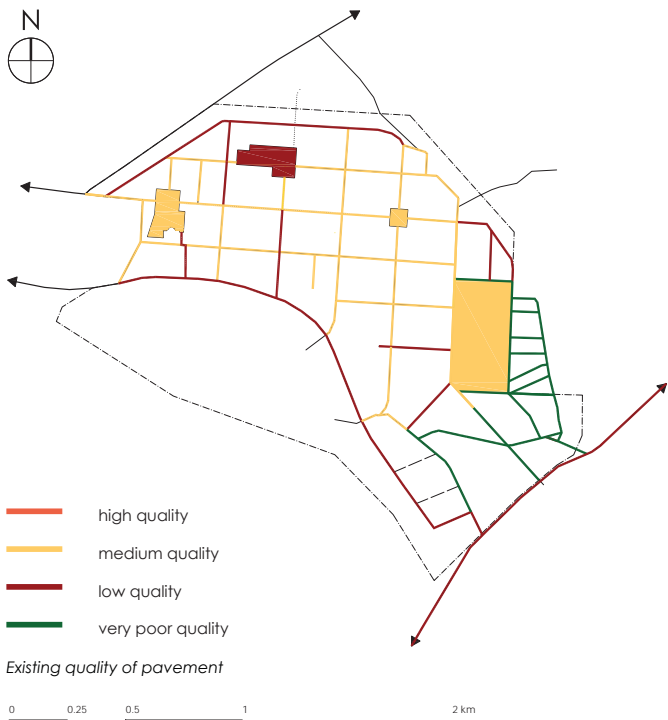 N
high quality
medium quality
low quality
very poor quality
Existing quality of pavement
0 0.25 0.5 1 2 km